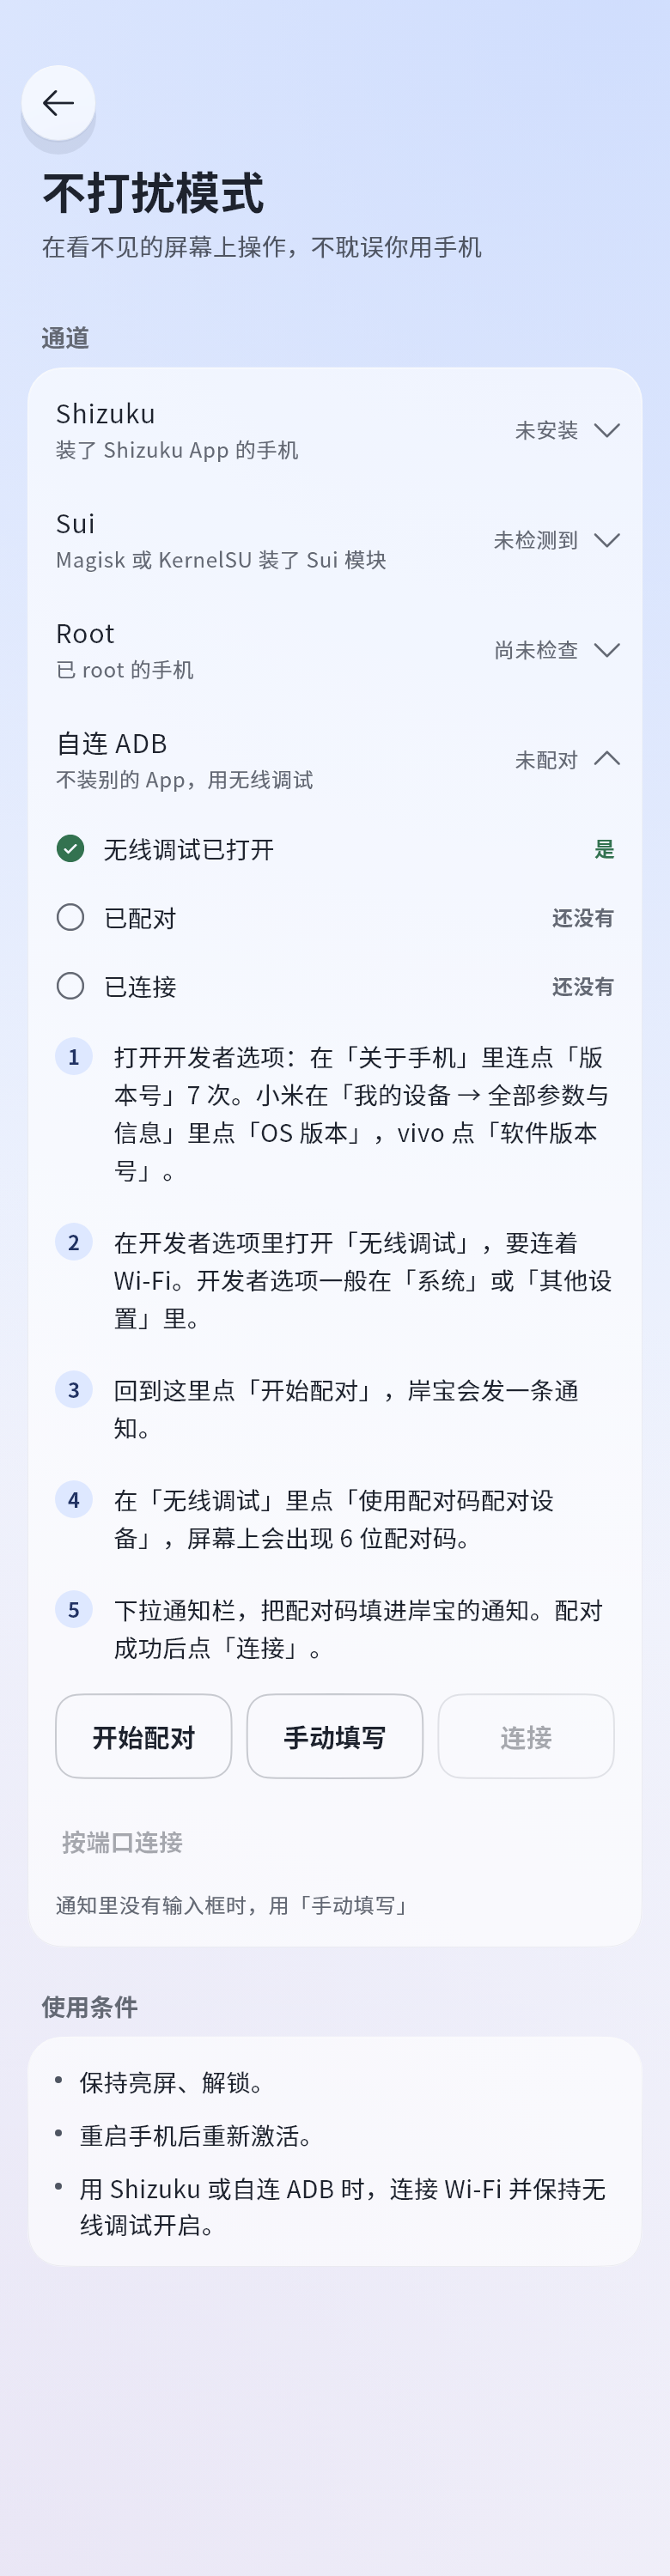 不打扰模式
在看不见的屏幕上操作，不耽误你用手机
通道
Shizuku
装了 Shizuku App 的手机
未安装
Sui
Magisk 或 KernelSU 装了 Sui 模块
未检测到
Root
已 root 的手机
尚未检查
自连 ADB
不装别的 App，用无线调试
未配对
无线调试已打开
是
已配对
还没有
已连接
还没有
1
打开开发者选项：在「关于手机」里连点「版
本号」7 次。小米在「我的设备 → 全部参数与
信息」里点「OS 版本」，vivo 点「软件版本
号」。
2
在开发者选项里打开「无线调试」，要连着
Wi-Fi。开发者选项一般在「系统」或「其他设
置」里。
3
回到这里点「开始配对」，岸宝会发一条通
知。
4
在「无线调试」里点「使用配对码配对设
备」，屏幕上会出现 6 位配对码。
5
下拉通知栏，把配对码填进岸宝的通知。配对
成功后点「连接」。
开始配对
手动填写
连接
按端口连接
通知里没有输入框时，用「手动填写」
使用条件
• 保持亮屏、解锁。
• 重启手机后重新激活。
• 用 Shizuku 或自连 ADB 时，连接 Wi-Fi 并保持无
线调试开启。